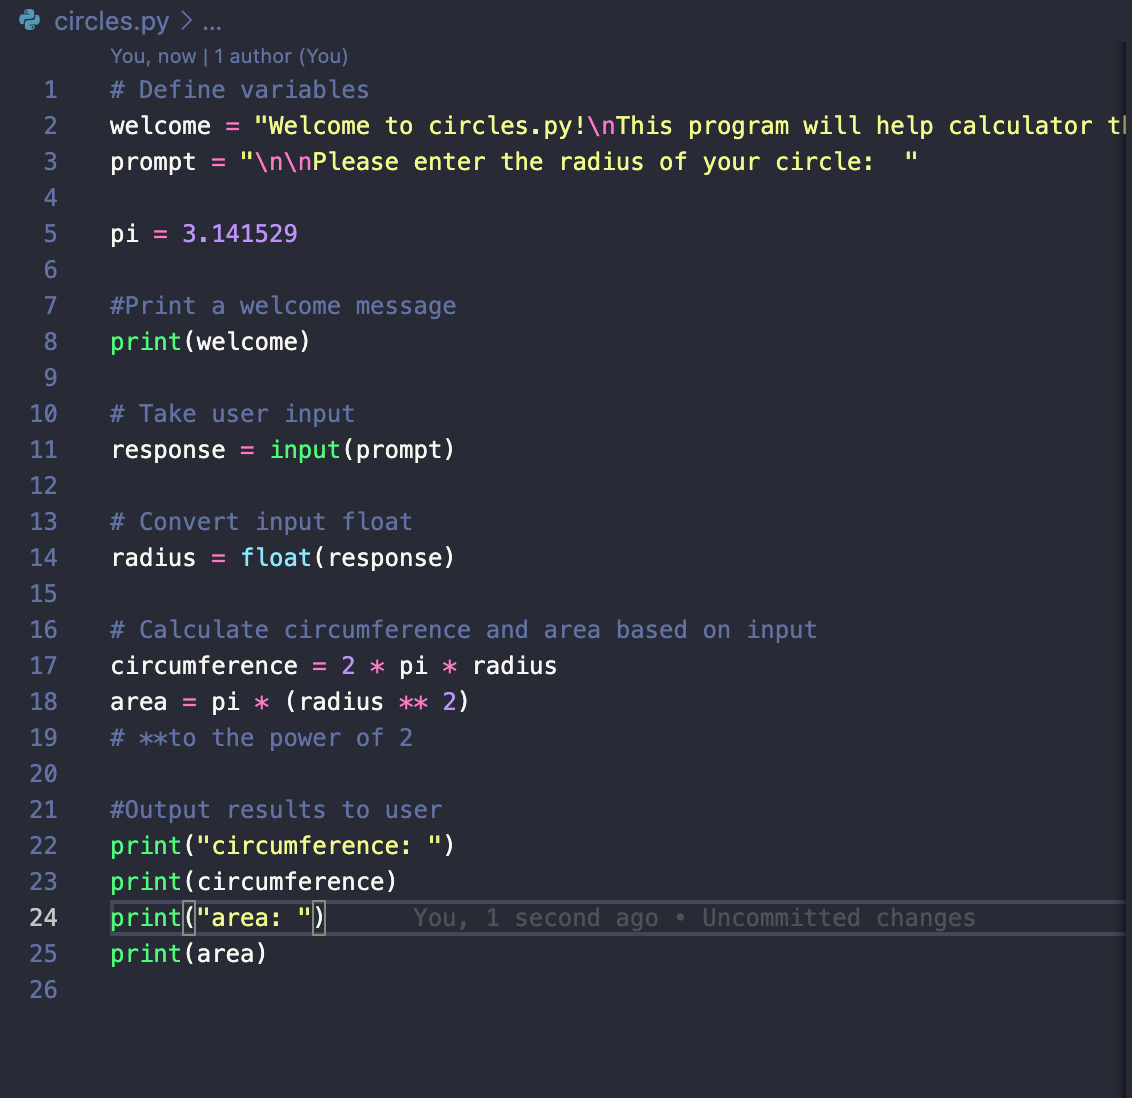 circles.py > ...
You, now | 1 author (You)
1 # Define variables
2 welcome = "Welcome to circles.py!\nThis program will help calculator
3 prompt = "\n\nPlease enter the radius of your circle:  "
4
5 pi = 3.141529
6
7 #Print a welcome message
8 print(welcome)
9
10 # Take user input
11 response = input(prompt)
12
13 # Convert input float
14 radius = float(response)
15
16 # Calculate circumference and area based on input
17 circumference = 2 * pi * radius
18 area = pi * (radius ** 2)
19 # **to the power of 2
20
21 #Output results to user
22 print("circumference: ")
23 print(circumference)
24 print("area: ") You, 1 second ago • Uncommitted changes
25 print(area)
26